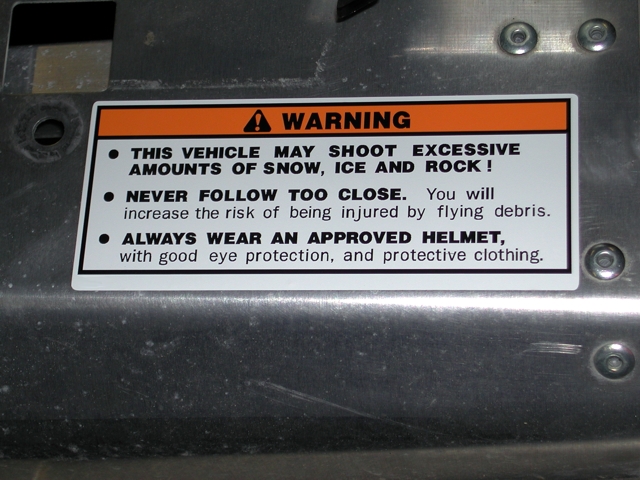 WARNING
● THIS VEHICLE MAY SHOOT EXCESSIVE
AMOUNTS OF SNOW, ICE AND ROCK!
● NEVER FOLLOW TOO CLOSE. You will
increase the risk of being injured by flying debris.
● ALWAYS WEAR AN APPROVED HELMET,
with good eye protection, and protective clothing.